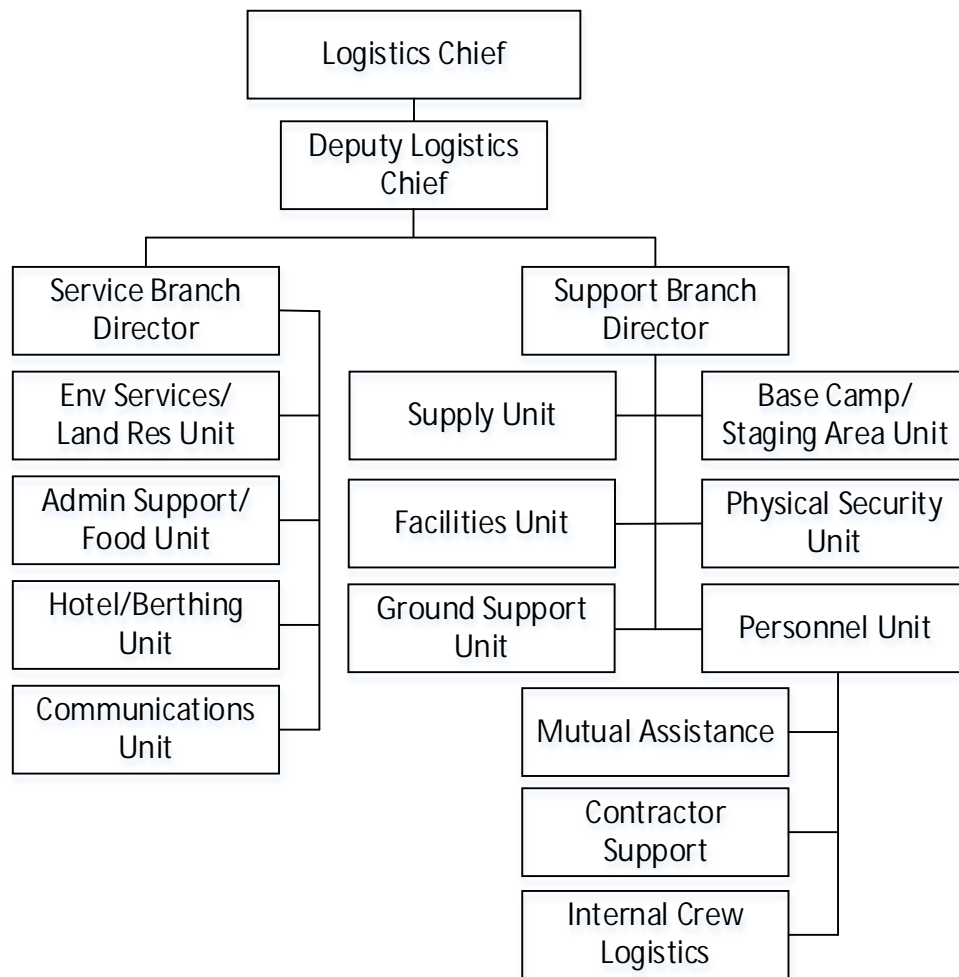 Logistics Chief
Deputy Logistics
Chief
Service Branch
Director
Support Branch
Director
Env Services/
Land Res Unit
Admin Support/
Food Unit
Hotel/Berthing
Unit
Communications
Unit
Supply Unit
Base Camp/
Staging Area Unit
Facilities Unit
Physical Security
Unit
Ground Support
Unit
Personnel Unit
Mutual Assistance
Contractor
Support
Internal Crew
Logistics